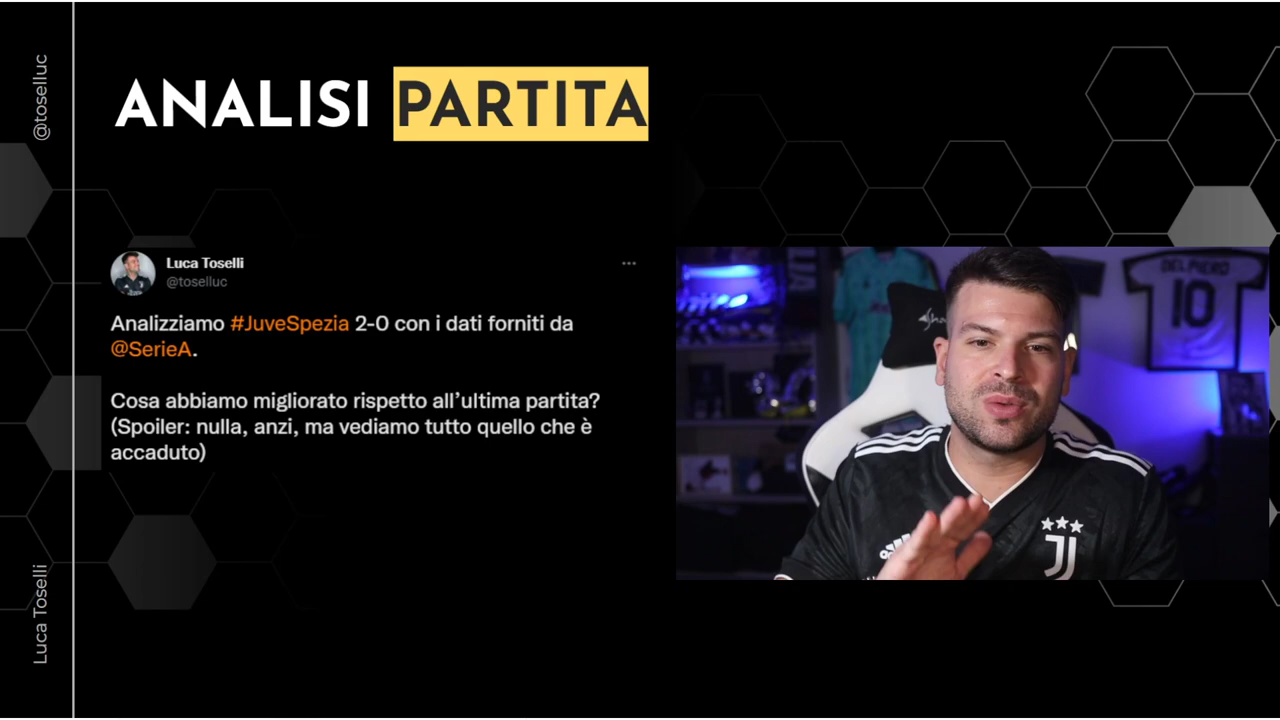 @toselluc
Luca Toselli
ANALISI PARTITA
Luca Toselli
@toselluc
Analizziamo #JuveSpezia 2-0 con i dati forniti da
@SerieA.
Cosa abbiamo migliorato rispetto all’ultima partita?
(Spoiler: nulla, anzi, ma vediamo tutto quello che è
accaduto)
DEL PIERO
10